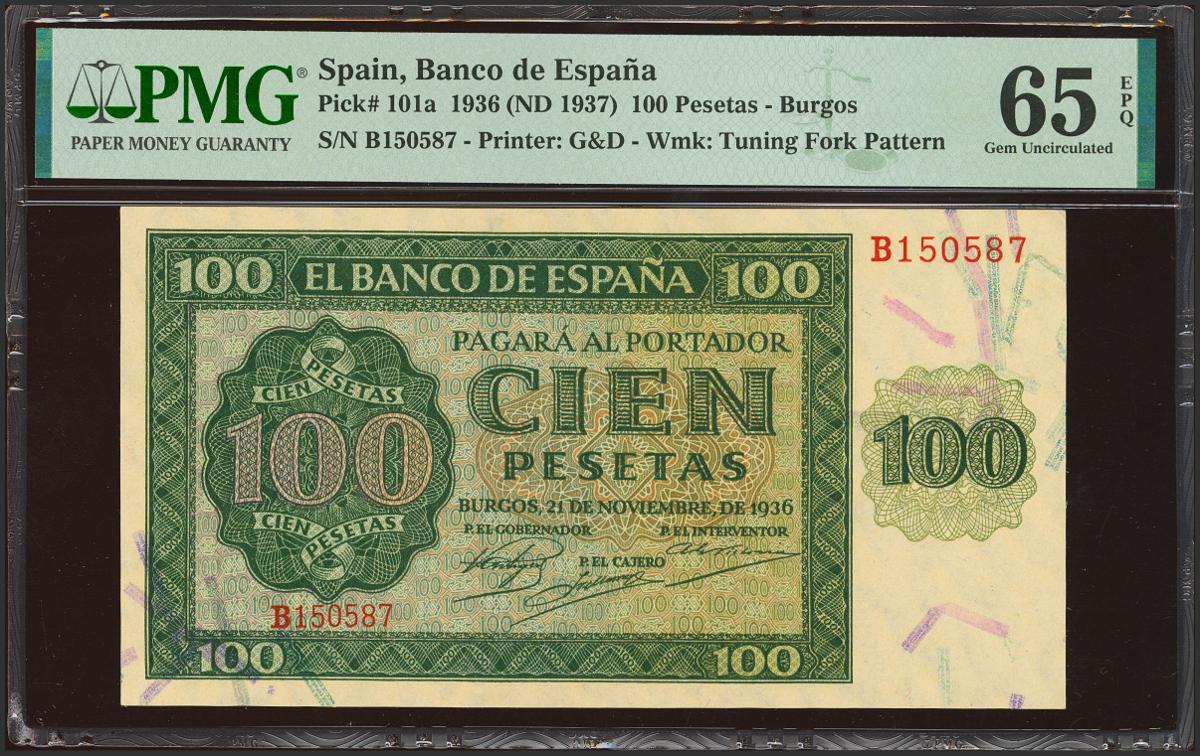 PMG®
PAPER MONEY GUARANTY
Spain, Banco de España
Pick# 101a 1936 (ND 1937) 100 Pesetas - Burgos
S/N B150587 - Printer: G&D - Wmk: Tuning Fork Pattern
65
EPQ
Gem Uncirculated
B150587
100 EL BANCO DE ESPAÑA 100
PAGARÁ AL PORTADOR
CIEN
PESETAS
CIEN PESETAS
100
CIEN PESETAS
100
BURGOS, 21 DE NOVIEMBRE, DE 1936
P. EL GOBERNADOR P. EL INTERVENTOR
P. EL CAJERO
B150587
100 100